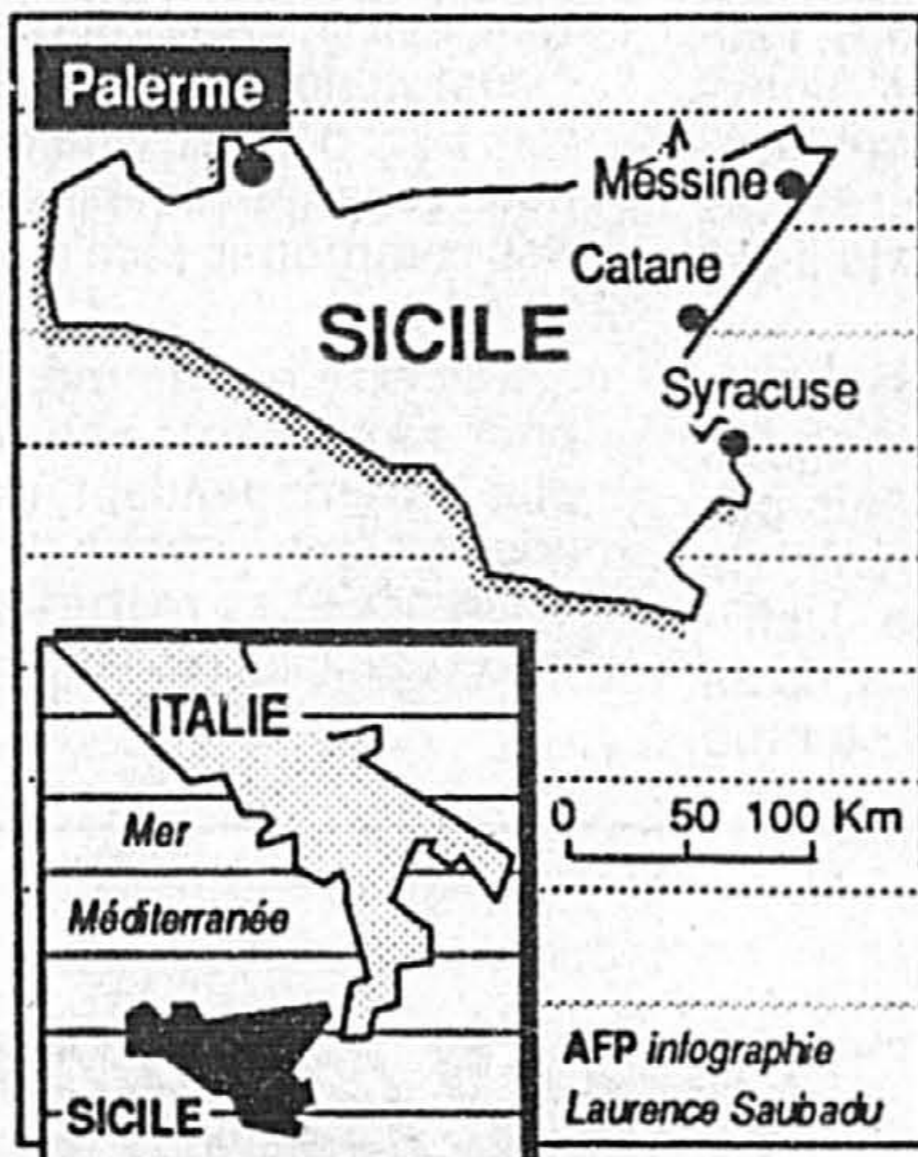 Palerme
Messine
Catane
SICILE
Syracuse
ITALIE
Mer
Méditerranée
SICILE
0 50 100 Km
AFP infographie
Laurence Saubadu